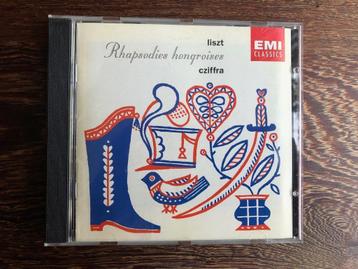 liszt
EMI
CLASSICS
Rhapsodies hongroises
cziffra